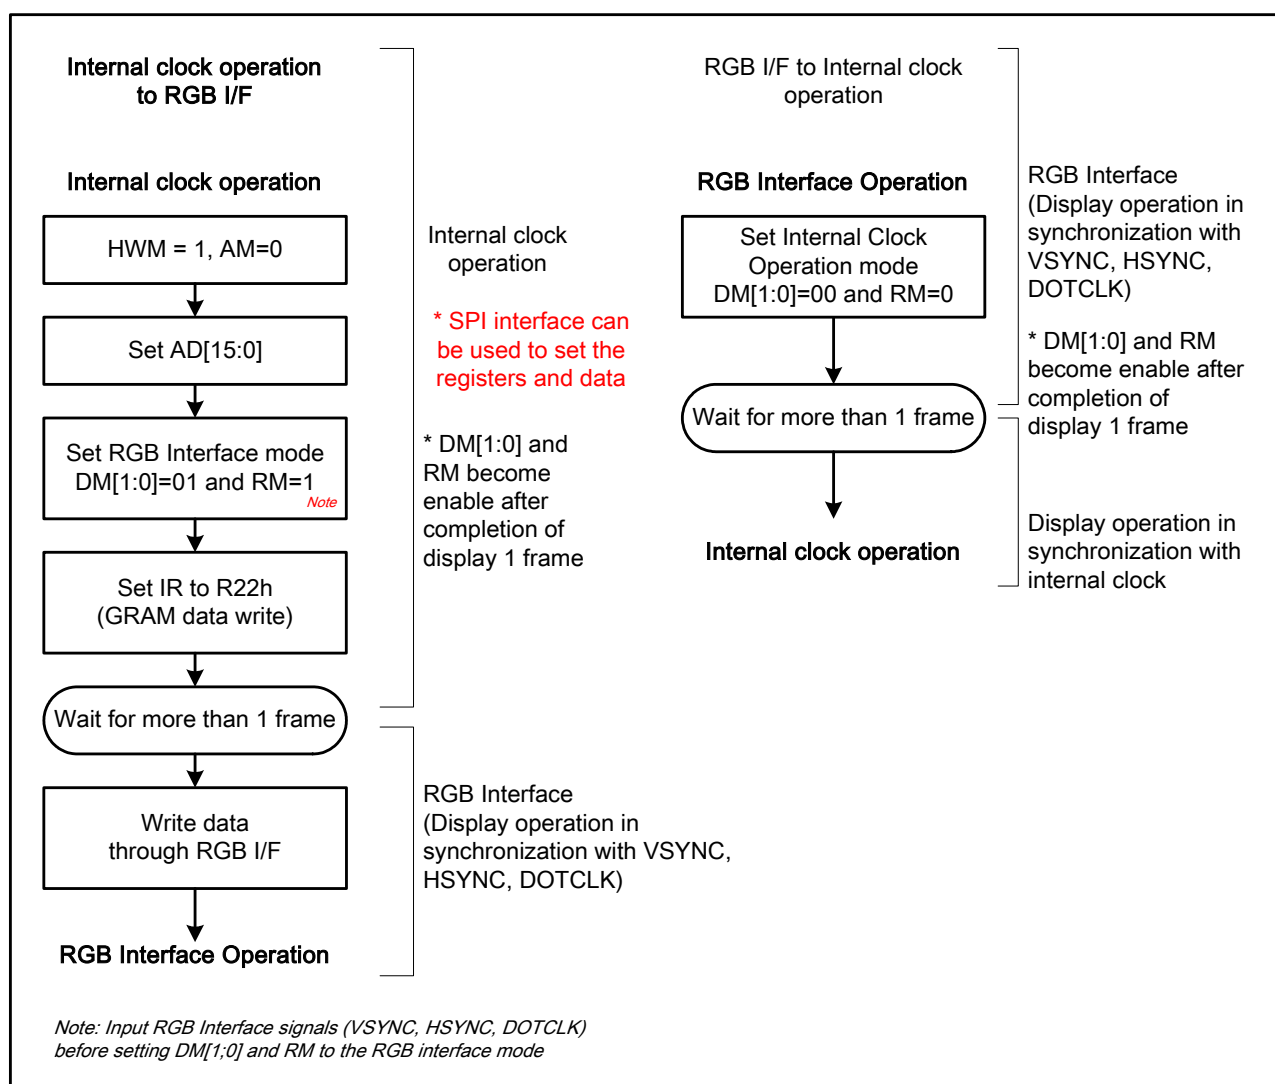 Internal clock operation
to RGB I/F
Internal clock operation
HWM = 1, AM=0
Set AD[15:0]
Set RGB Interface mode
DM[1:0]=01 and RM=1
Note
Set IR to R22h
(GRAM data write)
Wait for more than 1 frame
Write data
through RGB I/F
RGB Interface Operation
Internal clock
operation
* SPI interface can
be used to set the
registers and data
* DM[1:0] and
RM become
enable after
completion of
display 1 frame
RGB Interface
(Display operation in
synchronization with VSYNC,
HSYNC, DOTCLK)
RGB I/F to Internal clock
operation
RGB Interface Operation
Set Internal Clock
Operation mode
DM[1:0]=00 and RM=0
Wait for more than 1 frame
Internal clock operation
RGB Interface
(Display operation in
synchronization with
VSYNC, HSYNC,
DOTCLK)
* DM[1:0] and RM
become enable after
completion of
display 1 frame
Display operation in
synchronization with
internal clock
Note: Input RGB Interface signals (VSYNC, HSYNC, DOTCLK)
before setting DM[1;0] and RM to the RGB interface mode